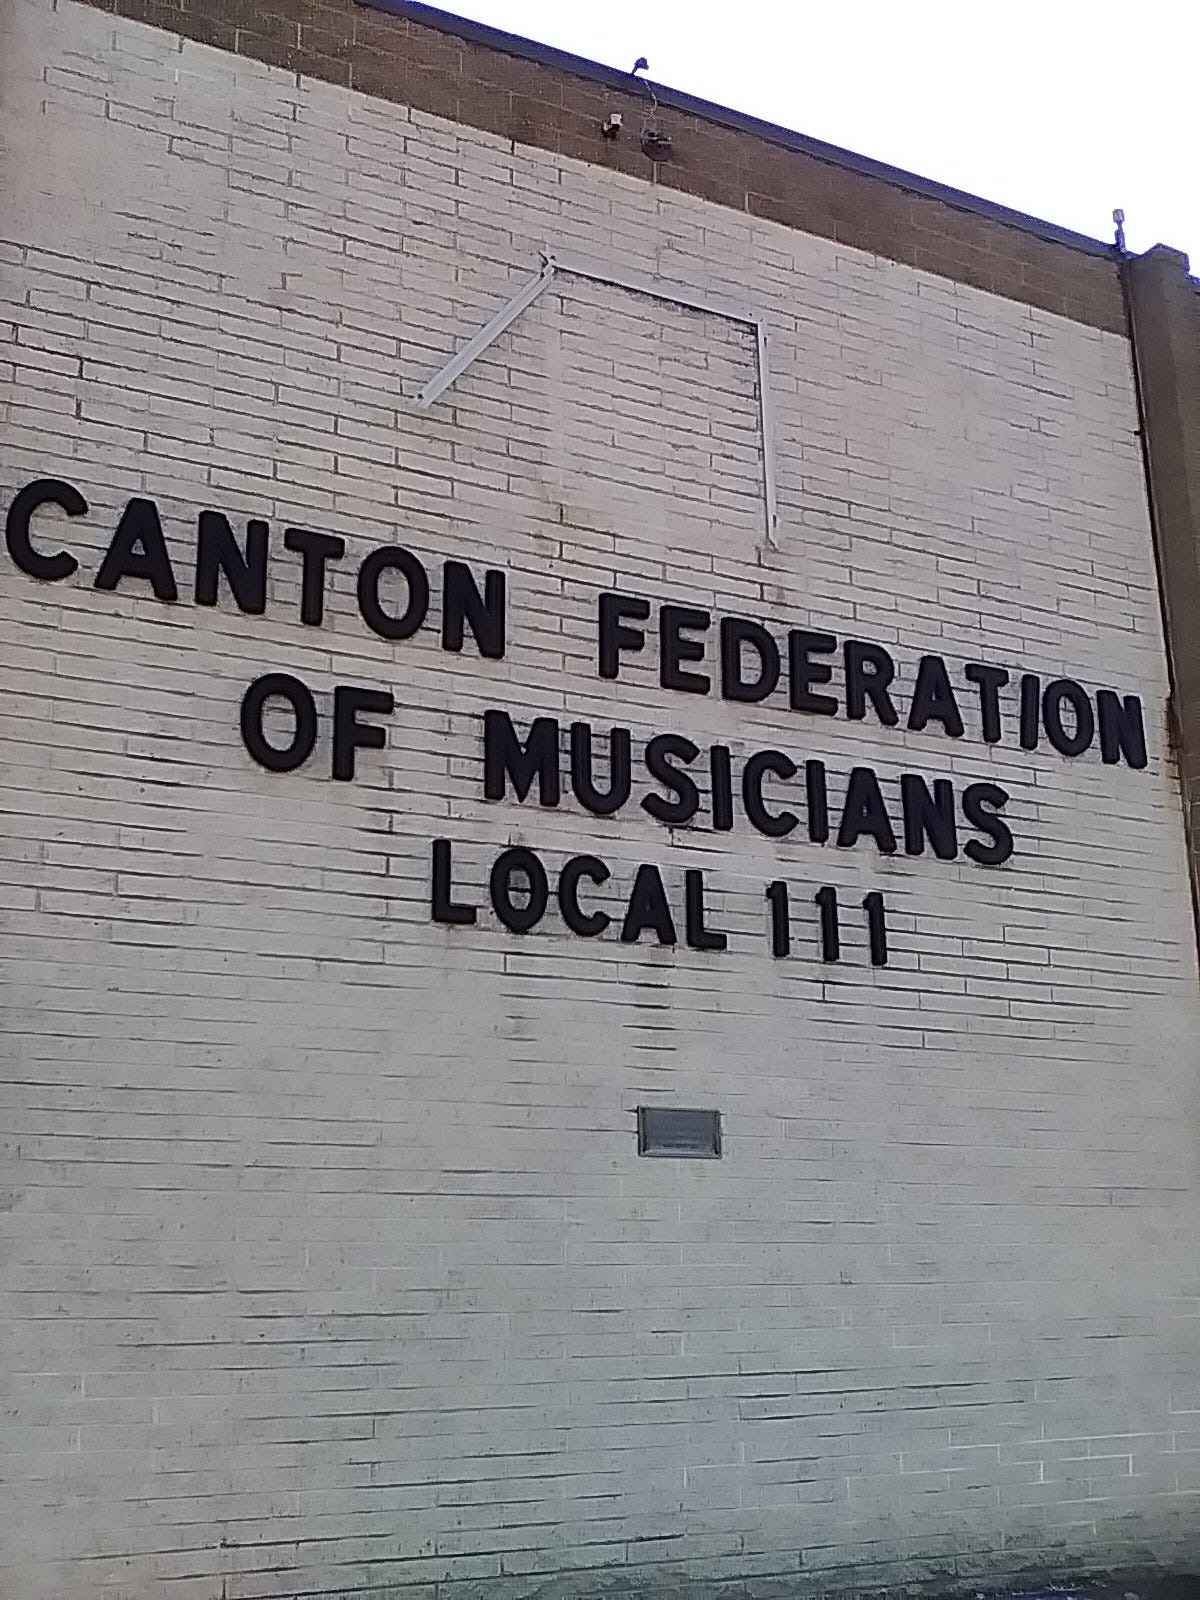 CANTON FEDERATION
OF MUSICIANS
LOCAL 111